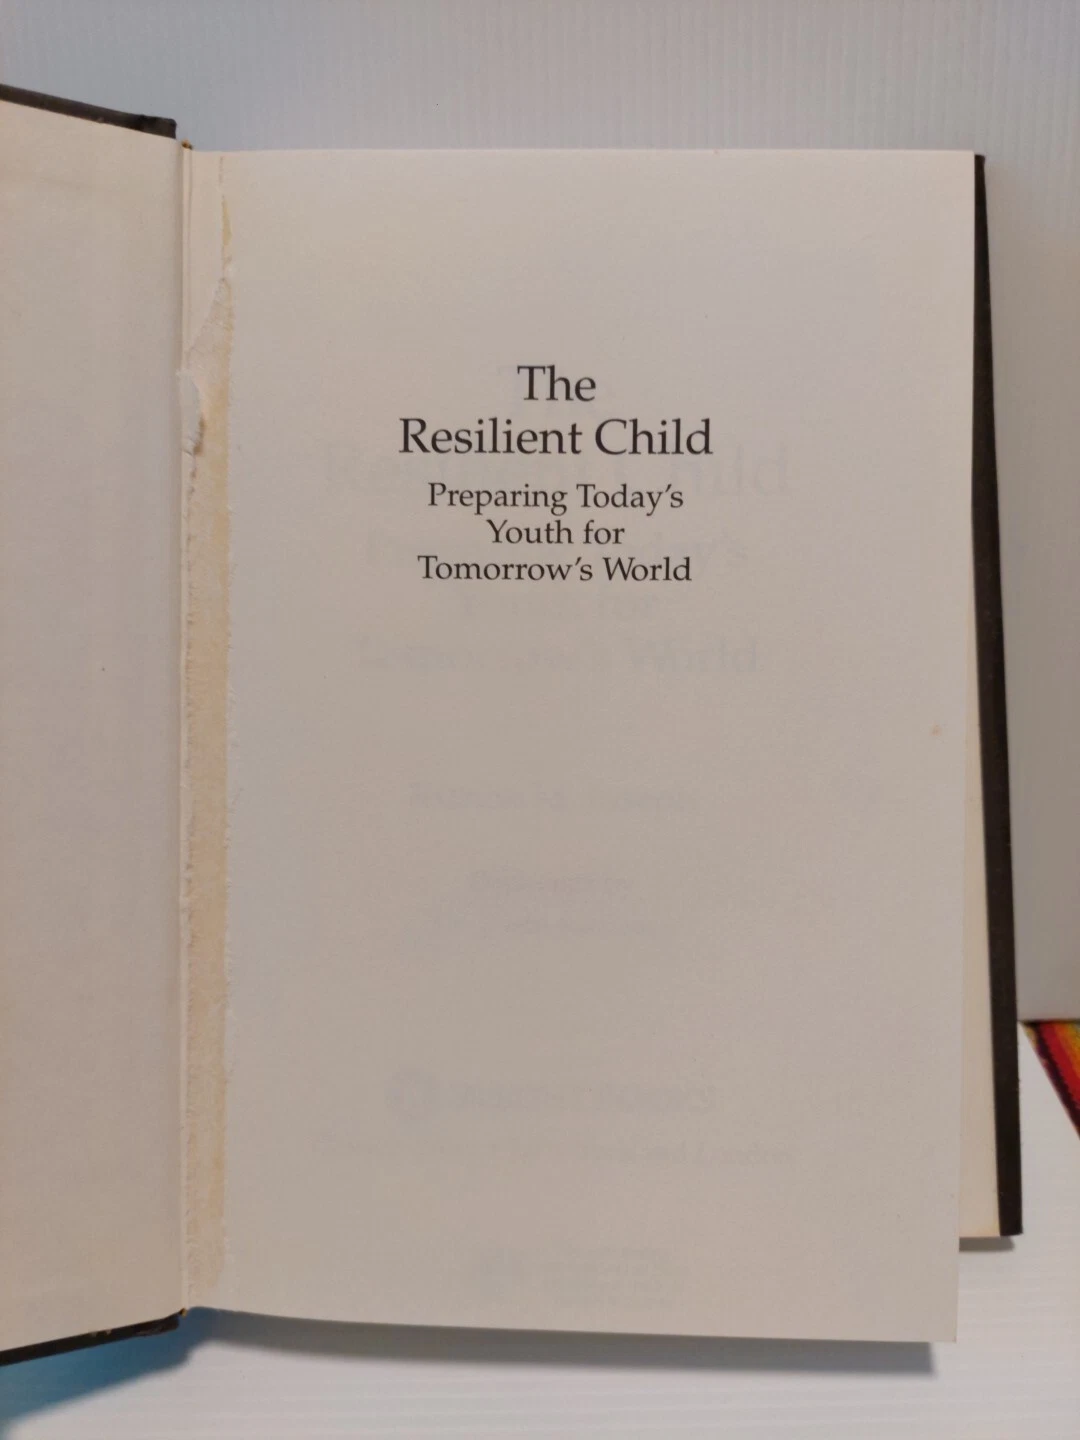 The
Resilient Child
Preparing Today's
Youth for
Tomorrow's World